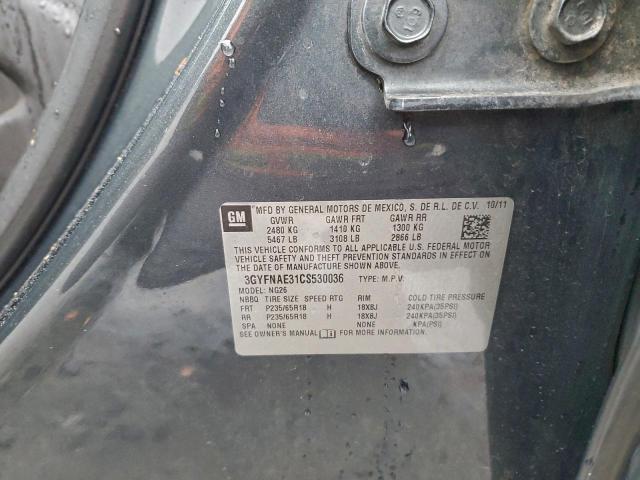 GM
MFD BY GENERAL MOTORS DE MEXICO, S. DE R.L. DE C.V. 10/11
GVWR GAWR FRT GAWR RR
2480 KG 1410 KG 1300 KG
5467 LB 3108 LB 2866 LB
THIS VEHICLE CONFORMS TO ALL APPLICABLE U.S. FEDERAL MOTOR
VEHICLE SAFETY, BUMPER, AND THEFT PREVENTION STANDARDS IN EFFECT
ON THE DATE OF MANUFACTURE SHOWN ABOVE.
3GYFNAE31CS530036 TYPE: M.P.V.
MODEL: NG26
NBBQ TIRE SIZE SPEED RTG RIM COLD TIRE PRESSURE
FRT P235/65R18 H 18X8J 240KPA(35PSI)
RR P235/65R18 H 18X8J 240KPA(35PSI)
SPA NONE NONE KPA(PSI)
SEE OWNER'S MANUAL FOR MORE INFORMATION.